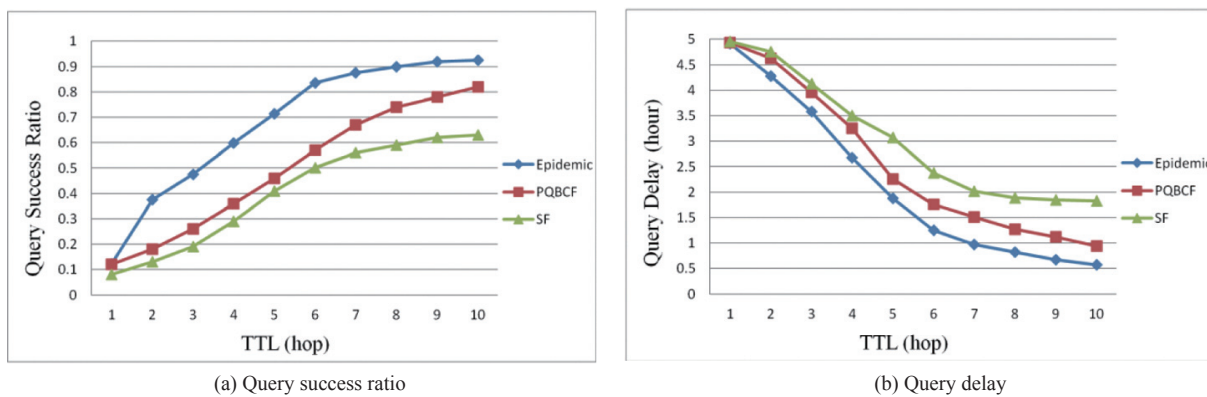 1
0.9
0.8
0.7
0.6
0.5
0.4
0.3
0.2
0.1
0
Query Success Ratio
1 2 3 4 5 6 7 8 9 10
TTL (hop)
Epidemic
PQBCF
SF
(a) Query success ratio
5
4.5
4
3.5
3
2.5
2
1.5
1
0.5
0
Query Delay (hour)
1 2 3 4 5 6 7 8 9 10
TTL (hop)
Epidemic
PQBCF
SF
(b) Query delay